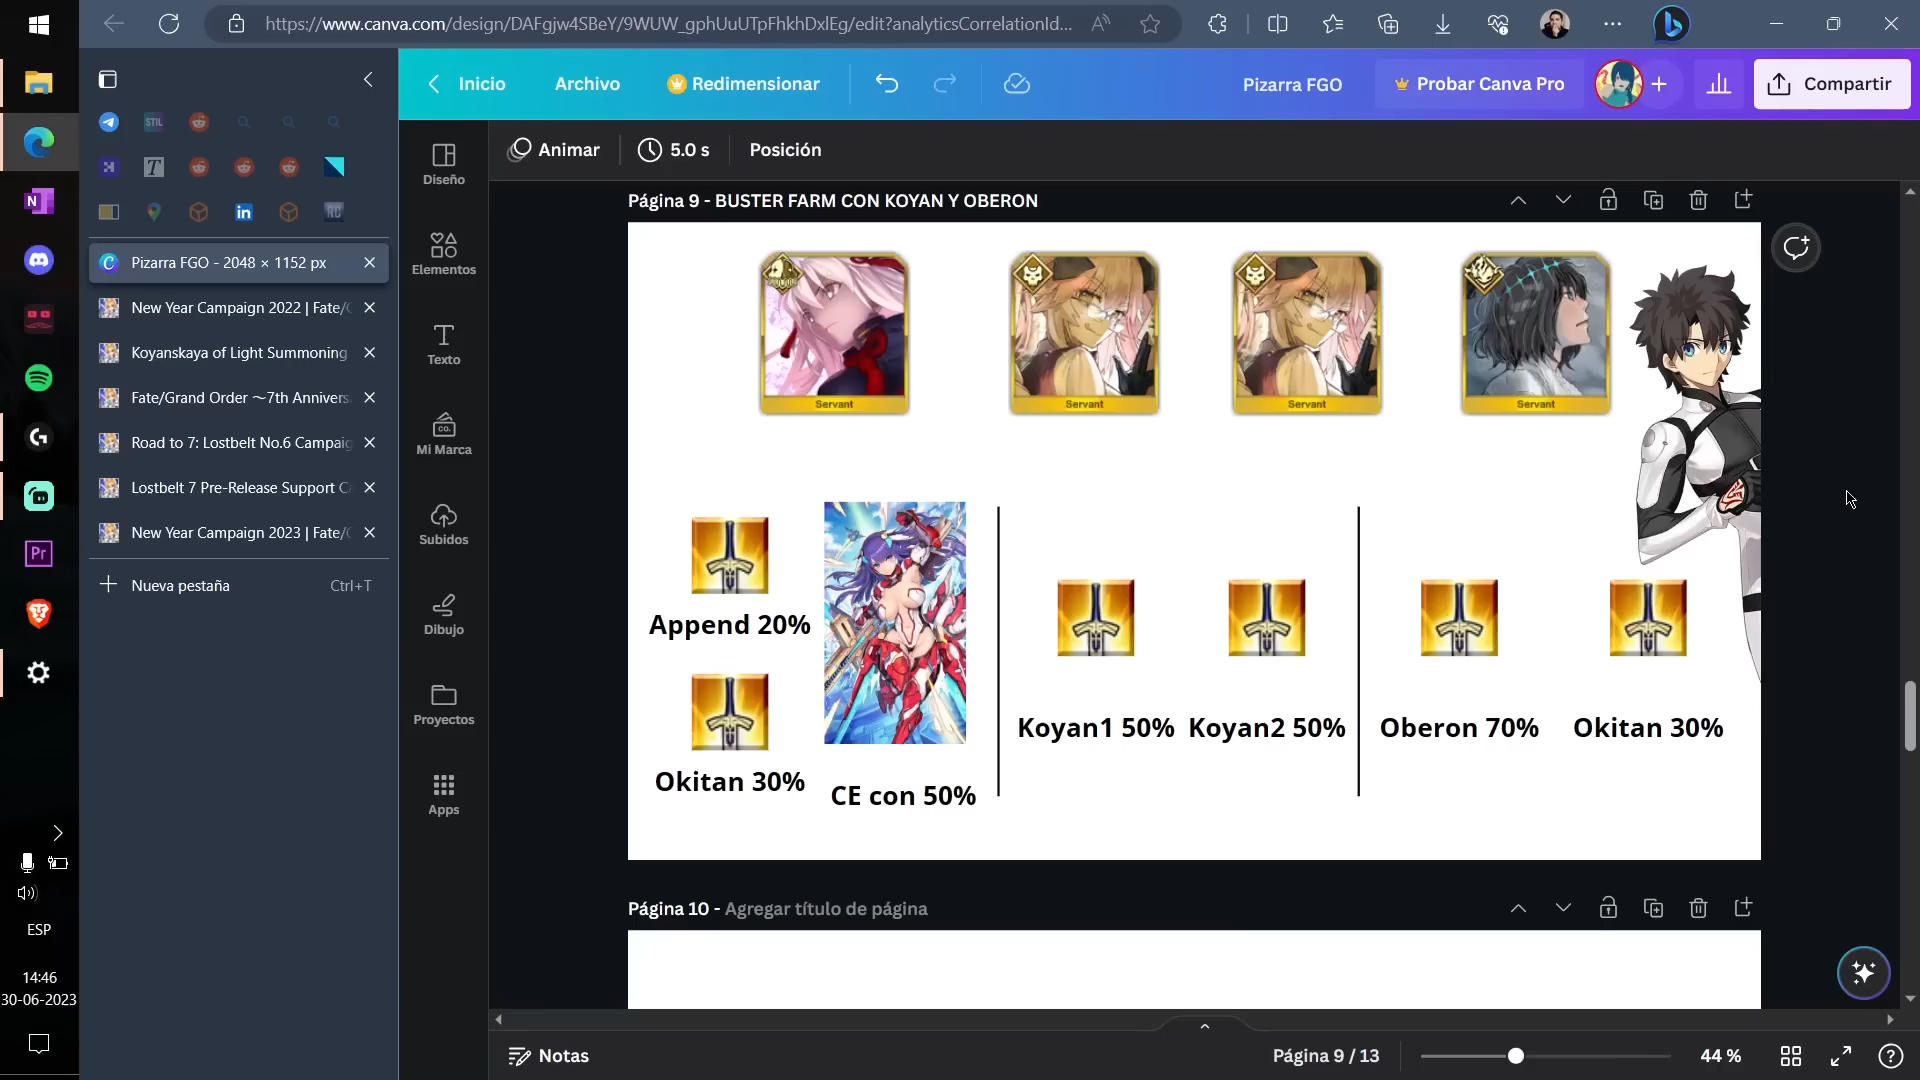 https://www.canva.com/design/DAFgjw4SBeY/9WUW_gphUuUTpFhkhDxlEg/edit?analyticsCorrelationId...
Inicio
Archivo
Redimensionar
Pizarra FGO
Probar Canva Pro
Compartir
STIL
T
in
RC
Pizarra FGO - 2048 × 1152 px
New Year Campaign 2022 | Fate/G
Koyanskaya of Light Summoning
Fate/Grand Order ～7th Annivers
Road to 7: Lostbelt No.6 Campaig
Lostbelt 7 Pre-Release Support Ca
New Year Campaign 2023 | Fate/G
Nueva pestaña
Ctrl+T
Diseño
Elementos
Texto
Mi Marca
Subidos
Dibujo
Proyectos
Apps
Animar
5.0 s
Posición
Página 9 - BUSTER FARM CON KOYAN Y OBERON
Servant
Servant
Servant
Servant
Append 20%
Okitan 30%
CE con 50%
Koyan1 50%
Koyan2 50%
Oberon 70%
Okitan 30%
Página 10 - Agregar título de página
Notas
Página 9 / 13
44 %
ESP
14:46
30-06-2023